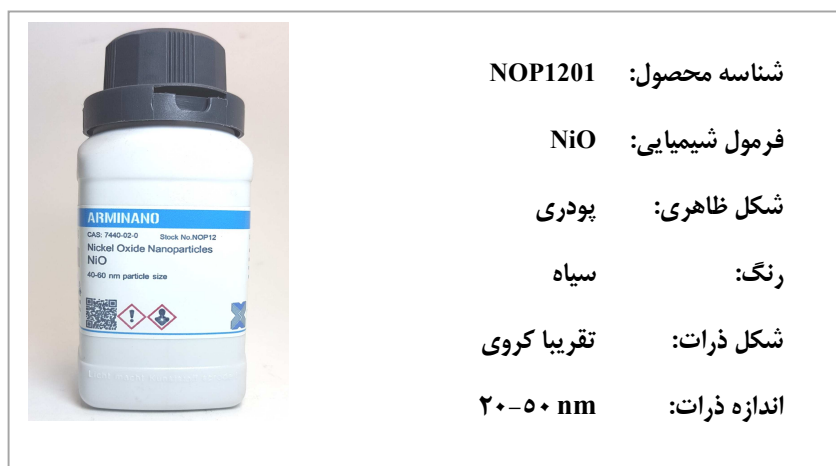 شناسه محصول: NOP1201
فرمول شیمیایی: NiO
شکل ظاهری: پودری
رنگ: سیاه
شکل ذرات: تقریبا کروی
اندازه ذرات: ۲۰-۵۰ nm
ARMINANO
CAS: 7440-02-0 Stock No.NOP12
Nickel Oxide Nanoparticles
NiO
40-60 nm particle size